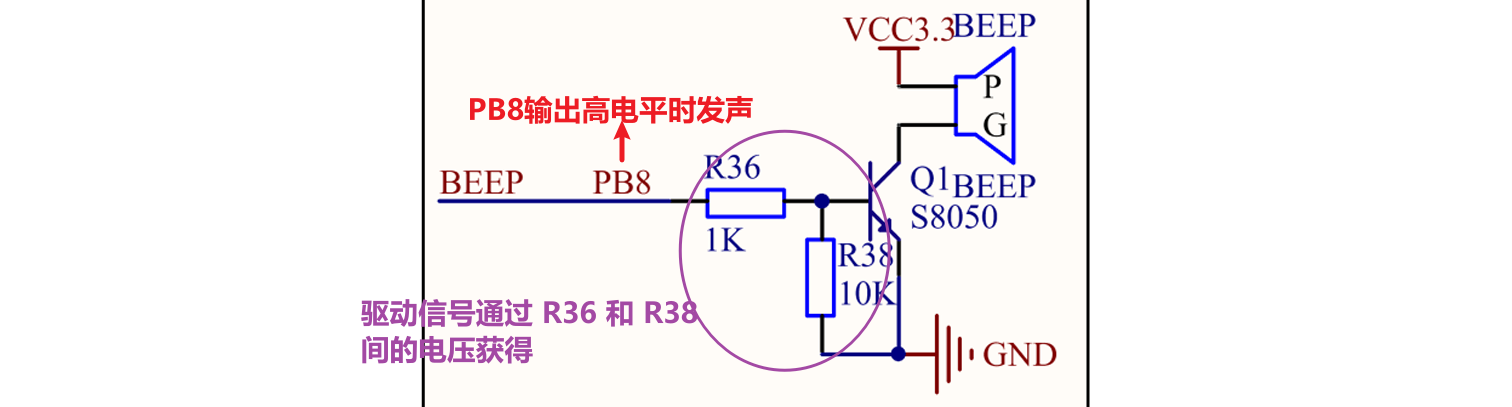 VCC3.3
BEEP
P
G
PB8输出高电平时发声
BEEP
PB8
R36
1K
Q1
BEEP
S8050
R38
10K
驱动信号通过 R36 和 R38
间的电压获得
GND